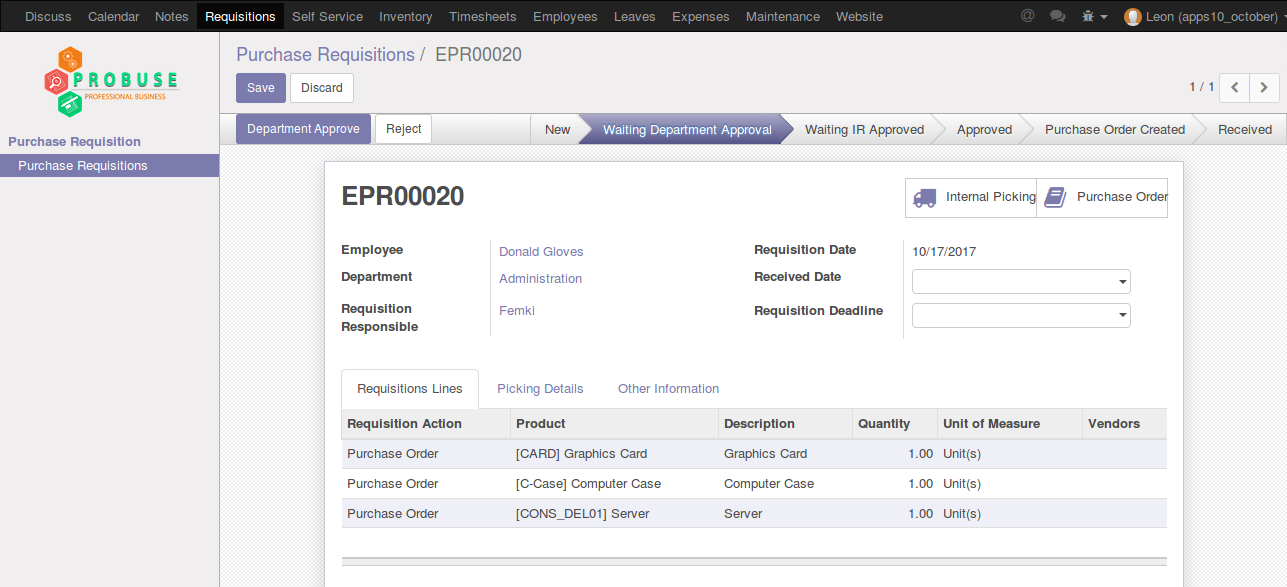 Discuss Calendar Notes Requisitions Self Service Inventory Timesheets Employees Leaves Expenses Maintenance Website @ Leon (apps10_october)
PROBUSE
PROFESSIONAL BUSINESS
Purchase Requisition
Purchase Requisitions
Purchase Requisitions / EPR00020
Save Discard 1 / 1
Department Approve Reject New Waiting Department Approval Waiting IR Approved Approved Purchase Order Created Received
EPR00020 Internal Picking Purchase Order
Employee Donald Gloves Requisition Date 10/17/2017
Department Administration Received Date
Requisition Responsible Femki Requisition Deadline
Requisitions Lines Picking Details Other Information
Requisition Action Product Description Quantity Unit of Measure Vendors
Purchase Order [CARD] Graphics Card Graphics Card 1.00 Unit(s)
Purchase Order [C-Case] Computer Case Computer Case 1.00 Unit(s)
Purchase Order [CONS_DEL01] Server Server 1.00 Unit(s)